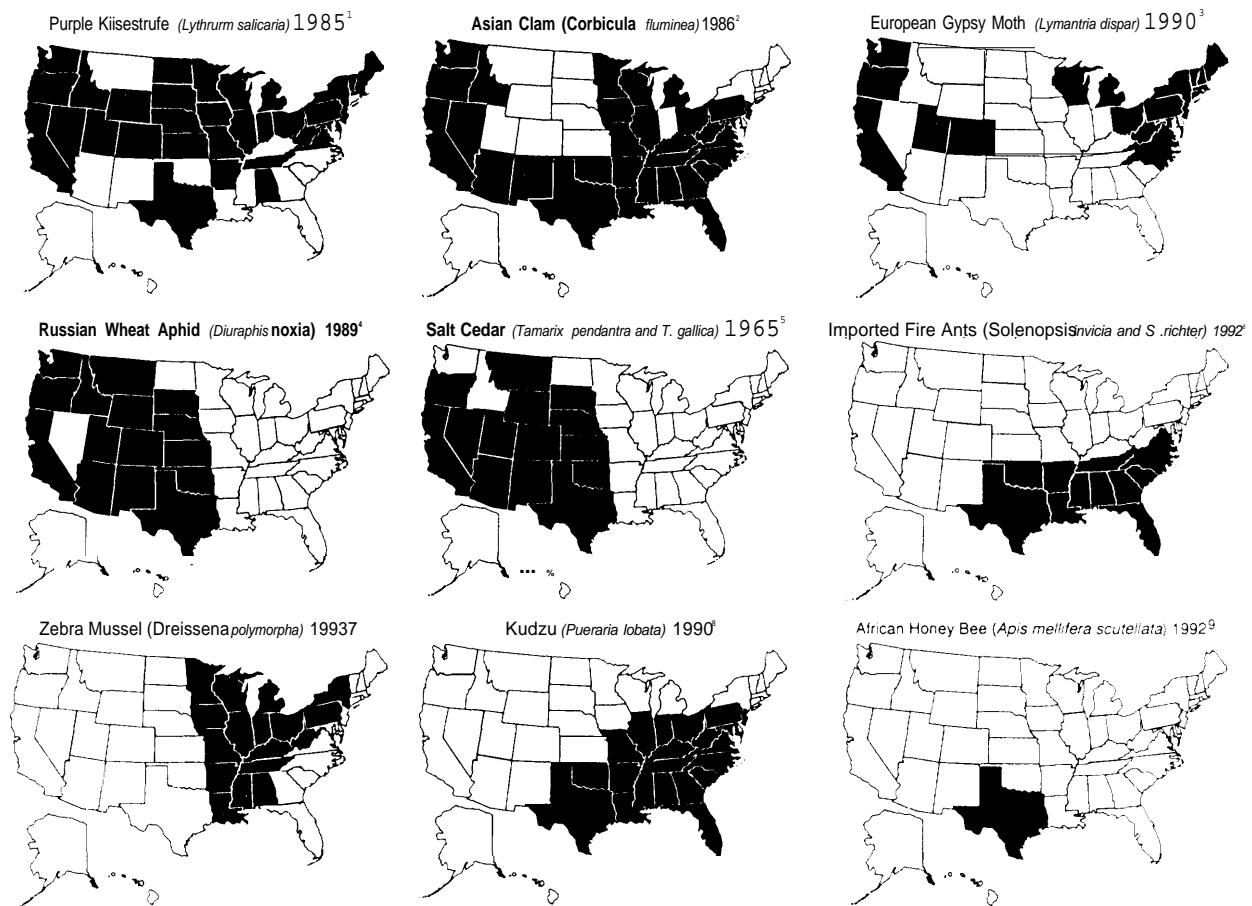 Purple Kiisestrufe (Lythrurm salicaria) 1985¹
Asian Clam (Corbicula fluminea) 1986²
European Gypsy Moth (Lymantria dispar) 1990³
Russian Wheat Aphid (Diuraphis noxia) 1989⁴
Salt Cedar (Tamarix pendantra and T. gallica) 1965⁵
Imported Fire Ants (Solenopsis invicia and S .richter) 1992⁶
%
Zebra Mussel (Dreissena polymorpha) 19937
Kudzu (Pueraria lobata) 1990⁸
African Honey Bee (Apis mellifera scutellata) 1992⁹